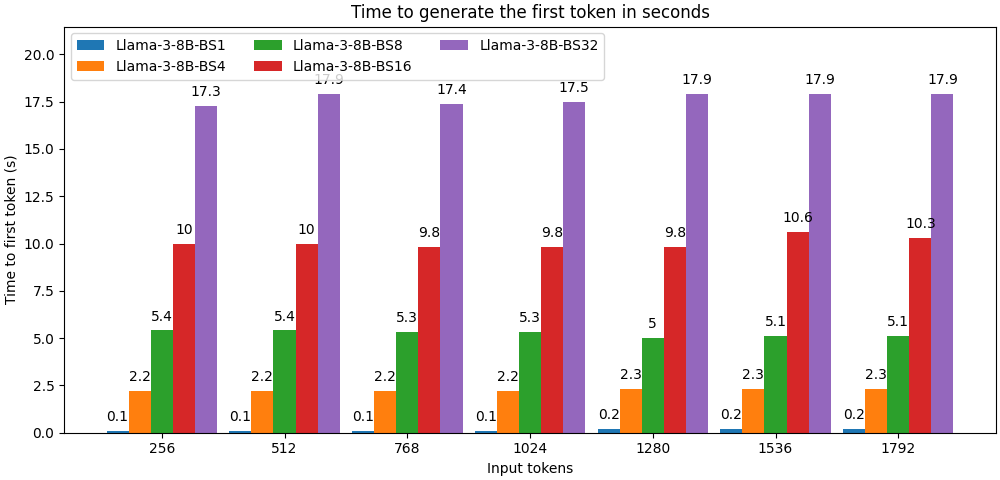 Time to generate the first token in seconds
Llama-3-8B-BS1 Llama-3-8B-BS8 Llama-3-8B-BS32
Llama-3-8B-BS4 Llama-3-8B-BS16
Time to first token (s)
20.0
17.5
15.0
12.5
10.0
7.5
5.0
2.5
0.0
0.1 2.2 5.4 10 17.3
0.1 2.2 5.4 10 17.9
0.1 2.2 5.3 9.8 17.4
0.1 2.2 5.3 9.8 17.5
0.2 2.3 5 9.8 17.9
0.2 2.3 5.1 10.6 17.9
0.2 2.3 5.1 10.3 17.9
256 512 768 1024 1280 1536 1792
Input tokens